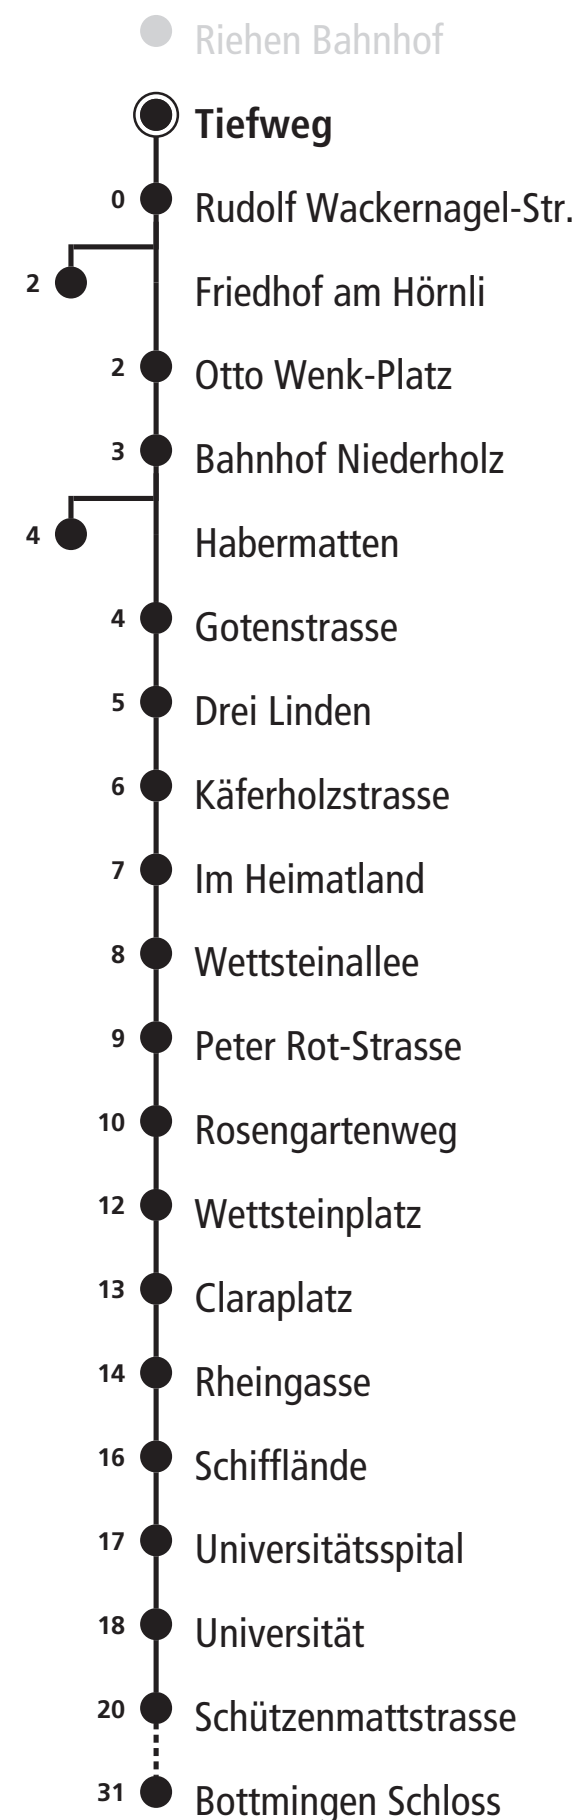 Riehen Bahnhof
Tiefweg
0 Rudolf Wackernagel-Str.
2 Friedhof am Hörnli
2 Otto Wenk-Platz
3 Bahnhof Niederholz
4 Habermatten
4 Gotenstrasse
5 Drei Linden
6 Käferholzstrasse
7 Im Heimatland
8 Wettsteinallee
9 Peter Rot-Strasse
10 Rosengartenweg
12 Wettsteinplatz
13 Claraplatz
14 Rheingasse
16 Schifflände
17 Universitätsspital
18 Universität
20 Schützenmattstrasse
31 Bottmingen Schloss